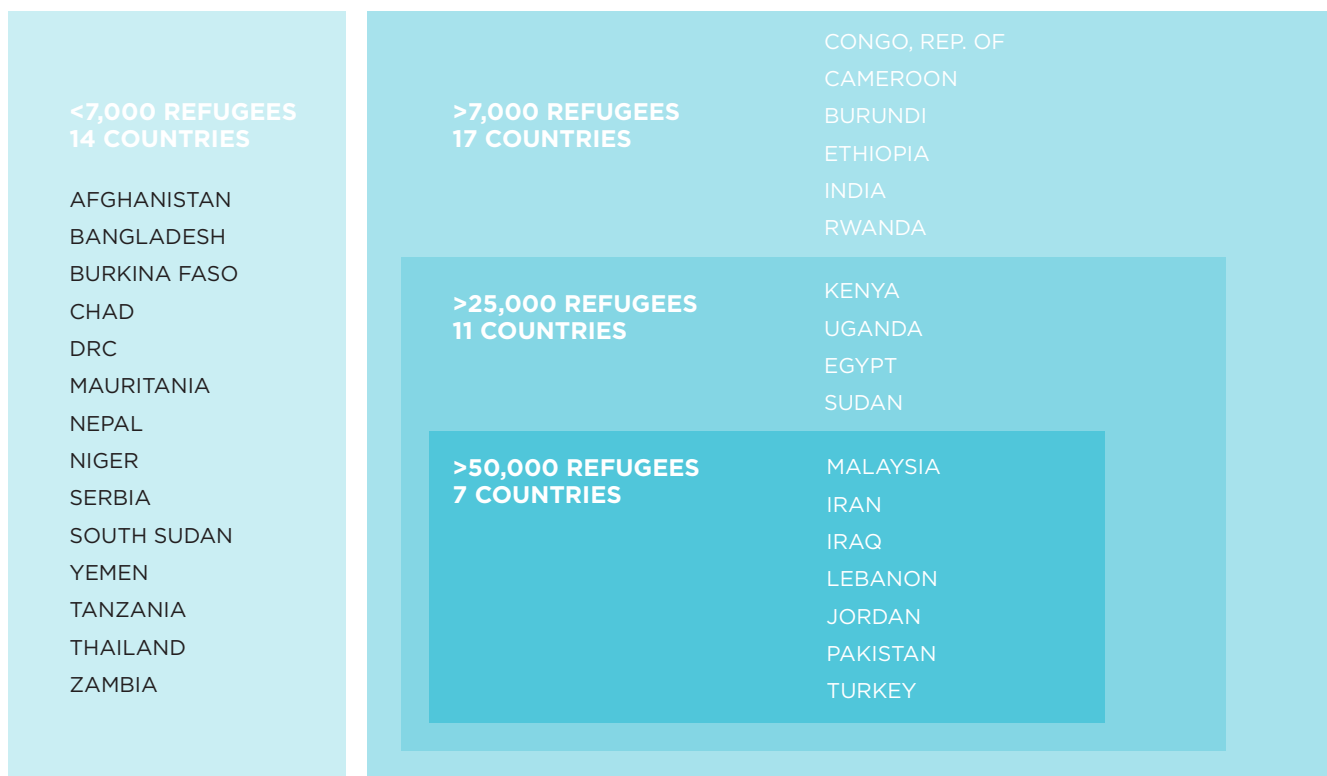 <7,000 REFUGEES
14 COUNTRIES
AFGHANISTAN
BANGLADESH
BURKINA FASO
CHAD
DRC
MAURITANIA
NEPAL
NIGER
SERBIA
SOUTH SUDAN
YEMEN
TANZANIA
THAILAND
ZAMBIA
>7,000 REFUGEES
17 COUNTRIES
CONGO, REP. OF
CAMEROON
BURUNDI
ETHIOPIA
INDIA
RWANDA
>25,000 REFUGEES
11 COUNTRIES
KENYA
UGANDA
EGYPT
SUDAN
>50,000 REFUGEES
7 COUNTRIES
MALAYSIA
IRAN
IRAQ
LEBANON
JORDAN
PAKISTAN
TURKEY